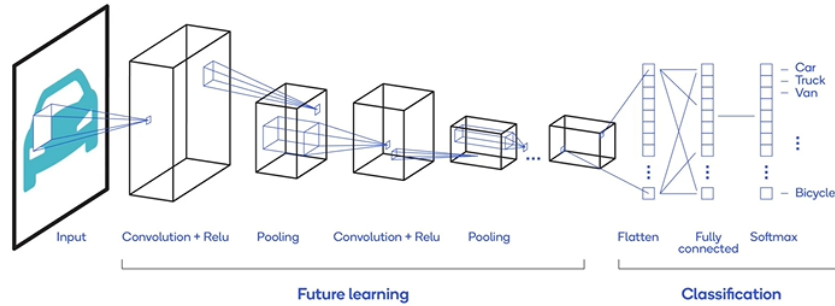 Car
Truck
Van
Bicycle
Input
Convolution + Relu
Pooling
Convolution + Relu
Pooling
Flatten
Fully
connected
Softmax
Future learning
Classification